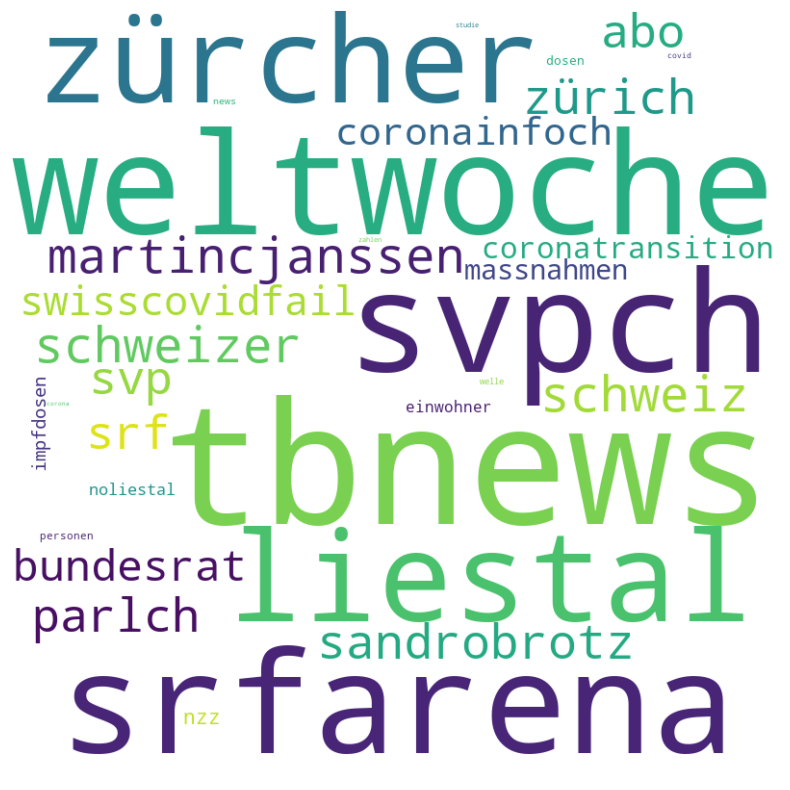 studie
zürcher
abo
covid
dosen
news
zürich
coronainfoch
weltwoche
zahlen
martincjanssen
coronatransition
massnahmen
swisscovidfail
svpch
schweizer
svp
welle
impfdosen
corona
einwohner
schweiz
srf
tbnews
noliestal
personen
liestal
bundesrat
parlch
sandrobrotz
srfarena
nzz